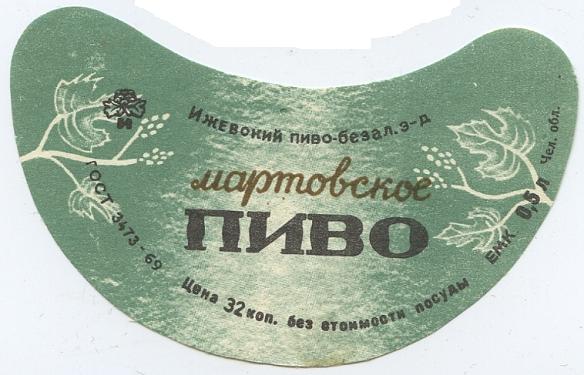 Ижевский пиво-безал.з-д
мартовское
ПИВО
ГОСТ 3473-69
Цена 32 коп. без стоимости посуды
ЕМК 0,5 л
Чел. обл.
И